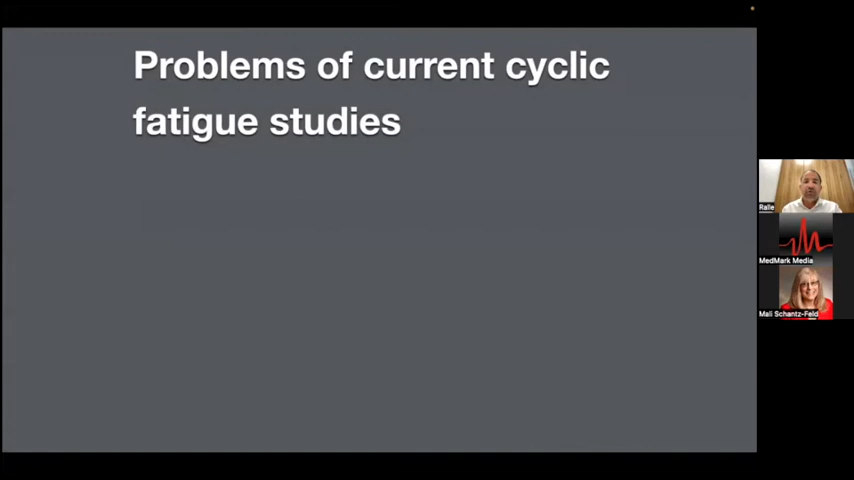 Problems of current cyclic
fatigue studies
Ralle
MedMark Media
Mali Schantz-Feld